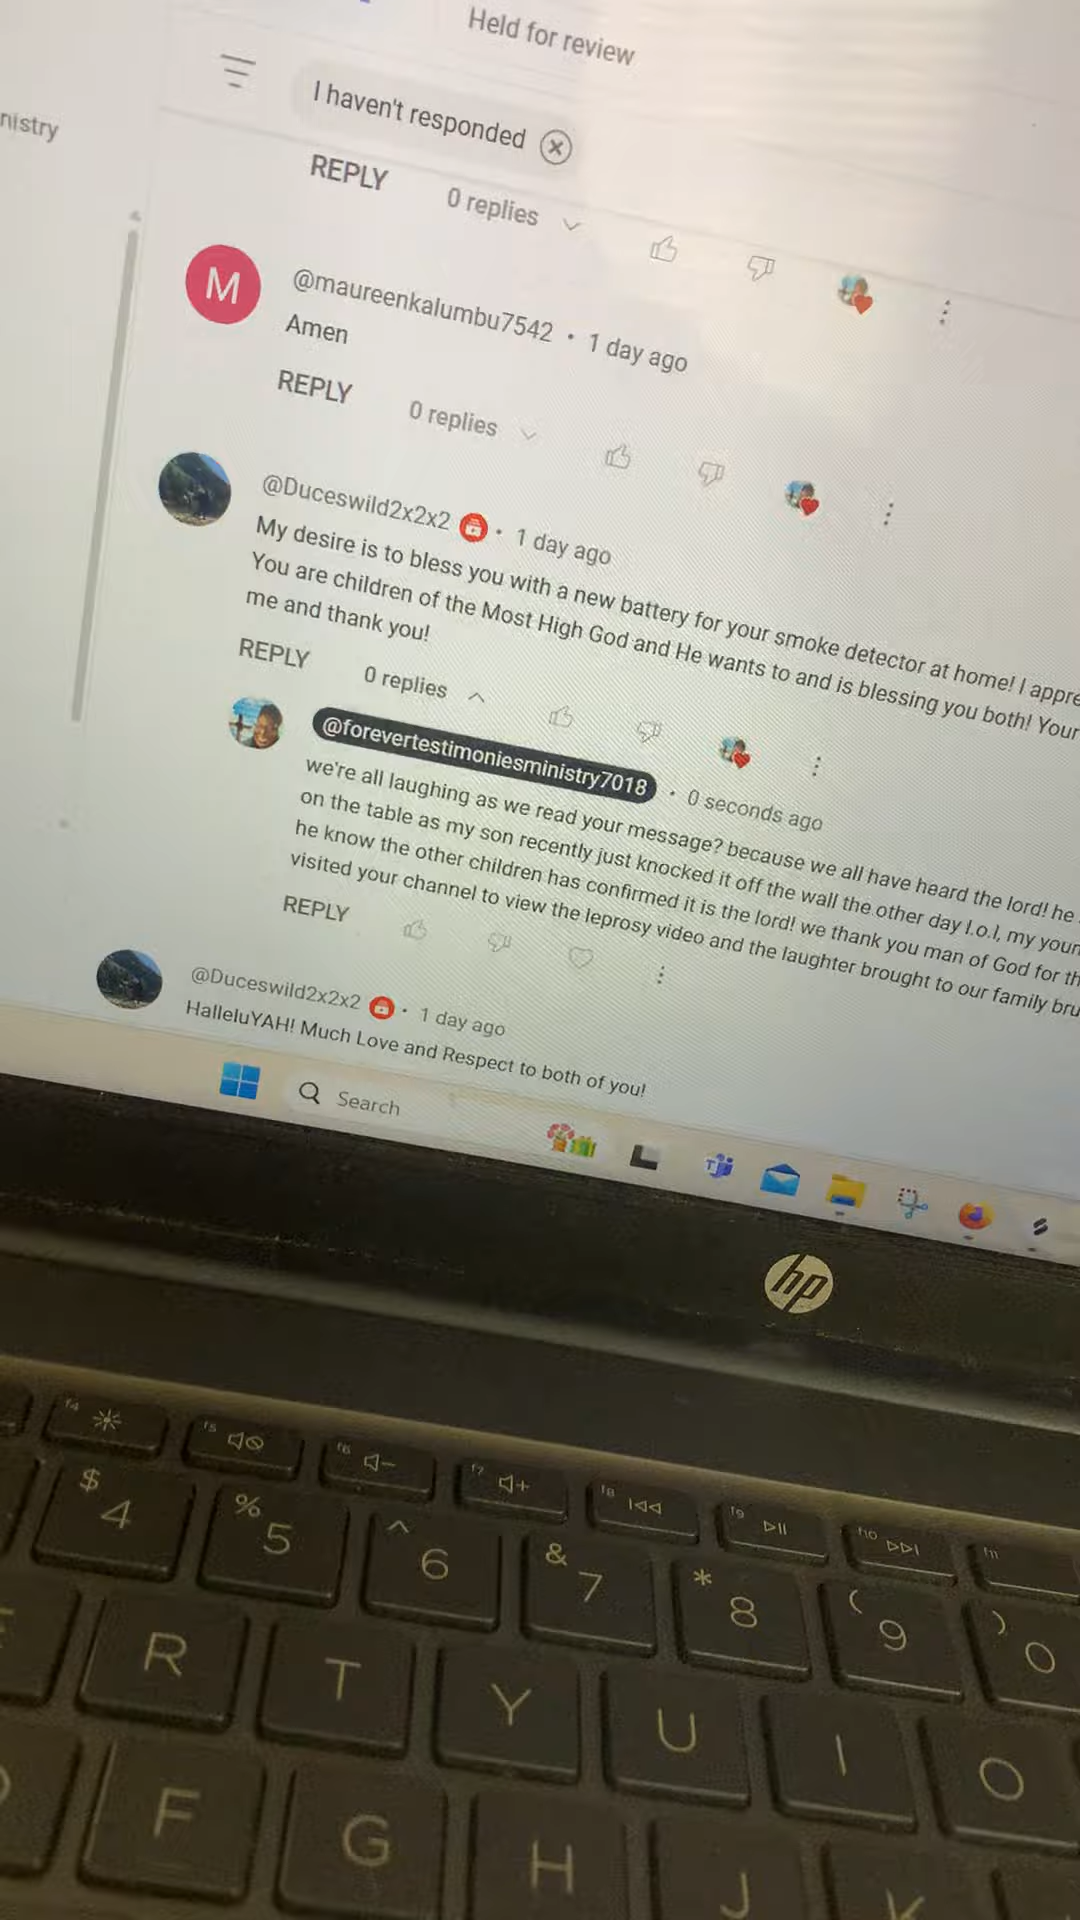 Held for review
nistry
I haven't responded
REPLY 0 replies
M
@maureenkalumbu7542 • 1 day ago
Amen
REPLY 0 replies
@Duceswild2x2x2 • 1 day ago
My desire is to bless you with a new battery for your smoke detector at home! I appre
You are children of the Most High God and He wants to and is blessing you both! Your
me and thank you!
REPLY 0 replies
@forevertestimoniesministry7018 • 0 seconds ago
we're all laughing as we read your message? because we all have heard the lord! he
on the table as my son recently just knocked it off the wall the other day l.o.l, my youn
he know the other children has confirmed it is the lord! we thank you man of God for th
visited your channel to view the leprosy video and the laughter brought to our family bru
REPLY
@Duceswild2x2x2 • 1 day ago
HalleluYAH! Much Love and Respect to both of you!
Search
hp
f4 f5 f6 f7 f8 f9 f10 f11
$ 4 % 5 ^ 6 & 7 * 8 ( 9 ) 0
R T Y U I O
F G H J K